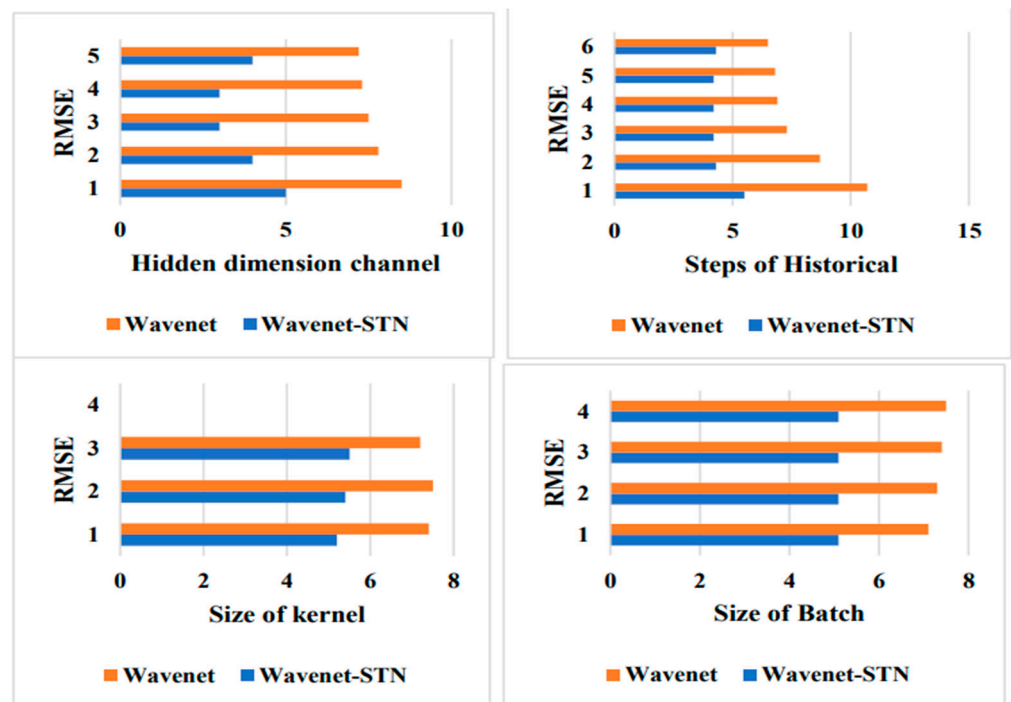 RMSE
5
4
3
2
1
0 5 10
Hidden dimension channel
Wavenet Wavenet-STN
RMSE
6
5
4
3
2
1
0 5 10 15
Steps of Historical
Wavenet Wavenet-STN
RMSE
4
3
2
1
0 2 4 6 8
Size of kernel
Wavenet Wavenet-STN
RMSE
4
3
2
1
0 2 4 6 8
Size of Batch
Wavenet Wavenet-STN